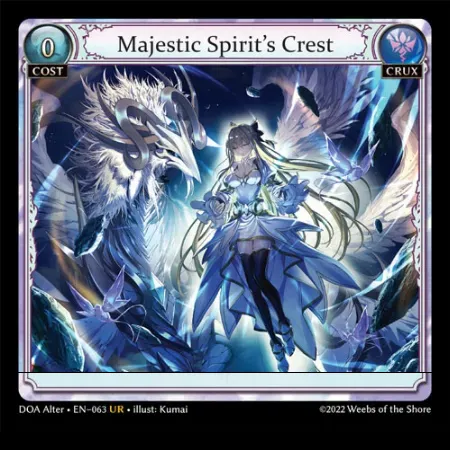 0
Majestic Spirit's Crest
COST
CRUX
DOA Alter • EN-063 UR • illust: Kumai
©2022 Weebs of the Shore